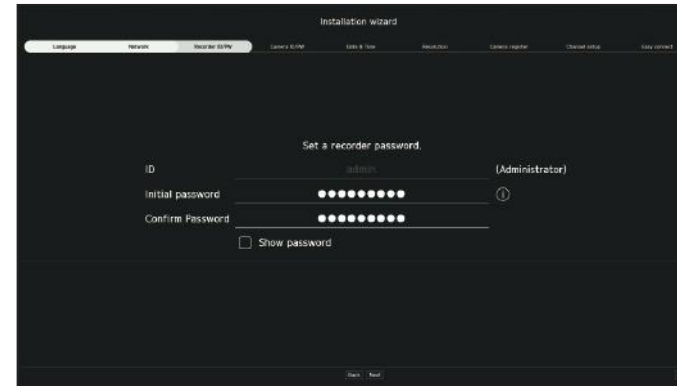 Installation wizard
Language Network Recorder ID/PW Camera ID/PW Date & Time Resolution Camera register Channel setup Easy connect
Set a recorder password.
ID admin (Administrator)
Initial password ●●●●●●●●●
Confirm Password ●●●●●●●●●
Show password
Back Next